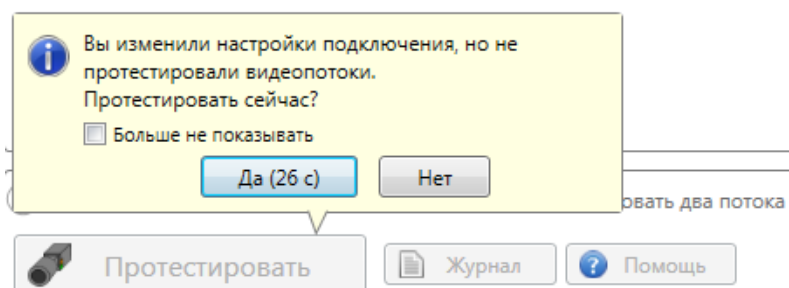 Вы изменили настройки подключения, но не
протестировали видеопотоки.
Протестировать сейчас?
Больше не показывать
Да (26 с) Нет
два потока
Протестировать Журнал Помощь